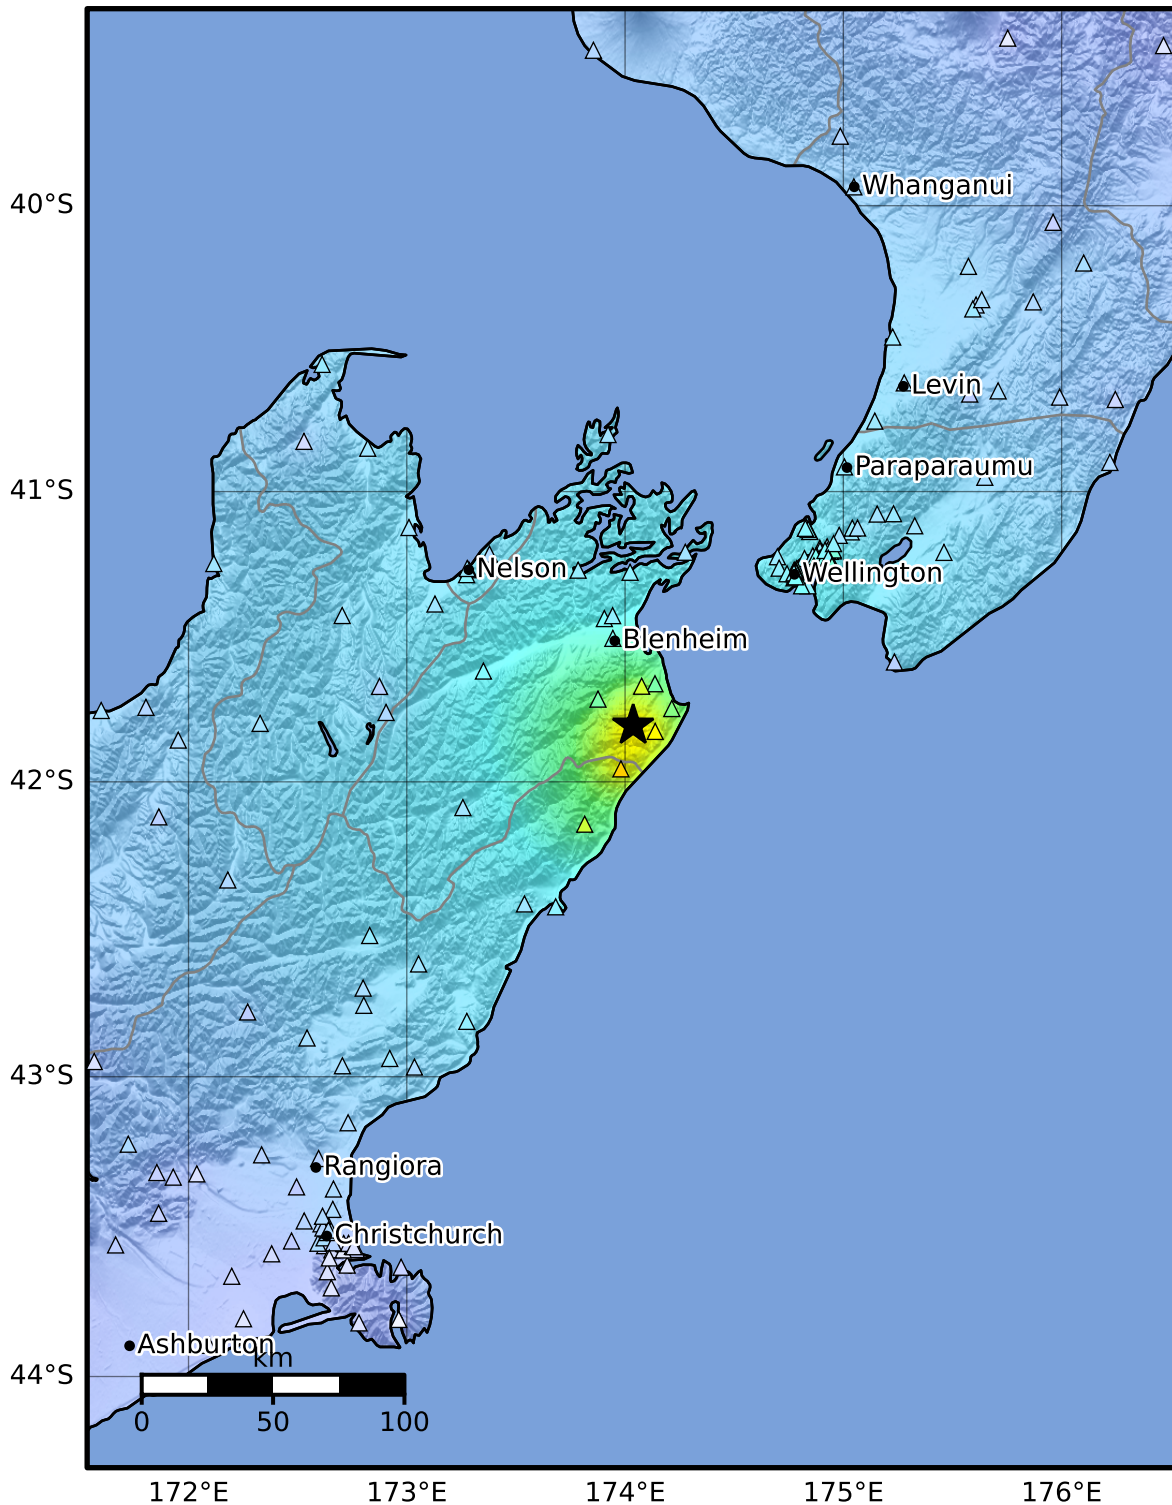 40°S
41°S
42°S
43°S
44°S
Whanganui
Levin
Paraparaumu
Nelson
Wellington
Blenheim
Rangiora
Christchurch
Ashburton
km
0 50 100
172°E 173°E 174°E 175°E 176°E